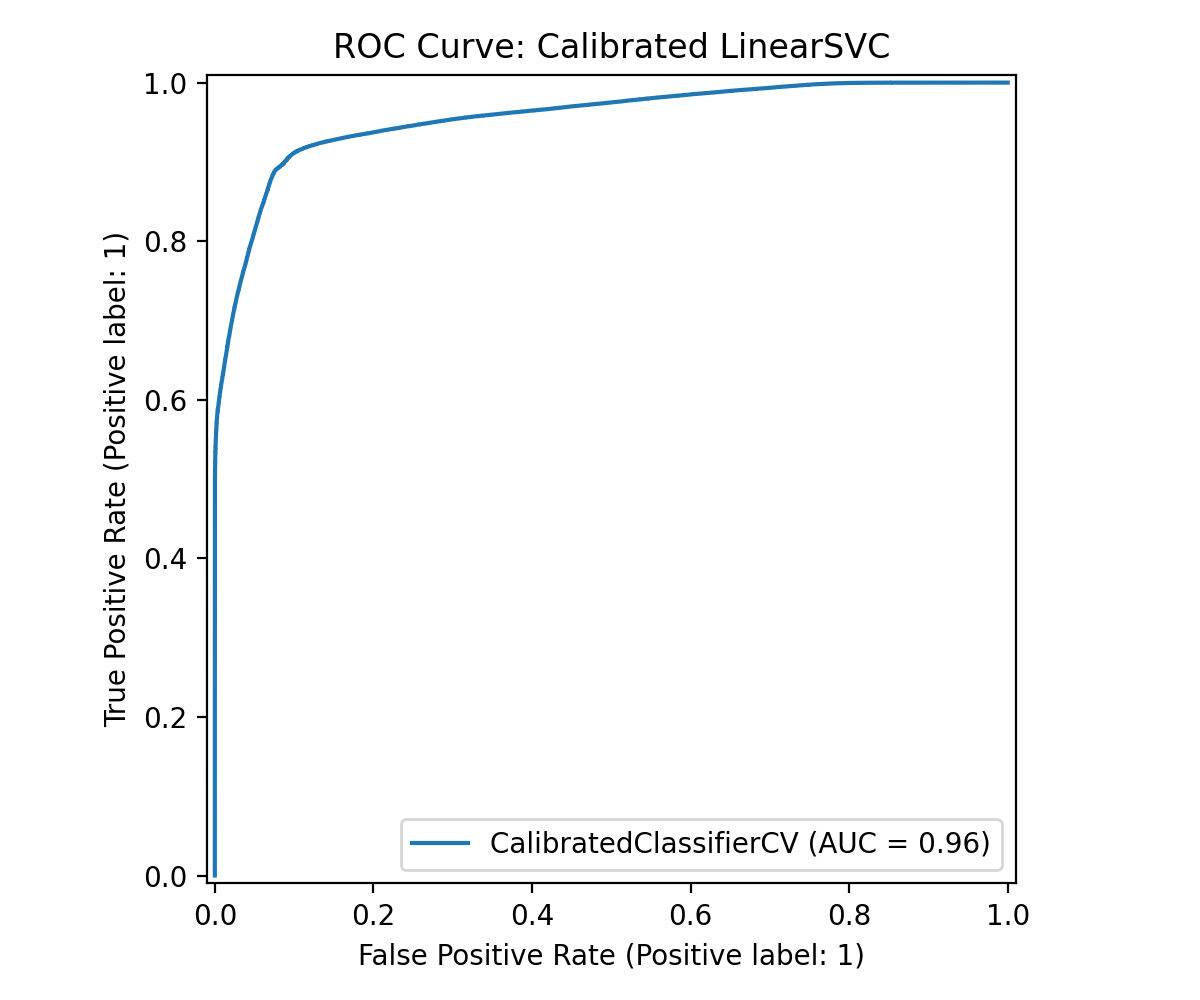 ROC Curve: Calibrated LinearSVC
True Positive Rate (Positive label: 1)
1.0
0.8
0.6
0.4
0.2
0.0
CalibratedClassifierCV (AUC = 0.96)
0.0 0.2 0.4 0.6 0.8 1.0
False Positive Rate (Positive label: 1)